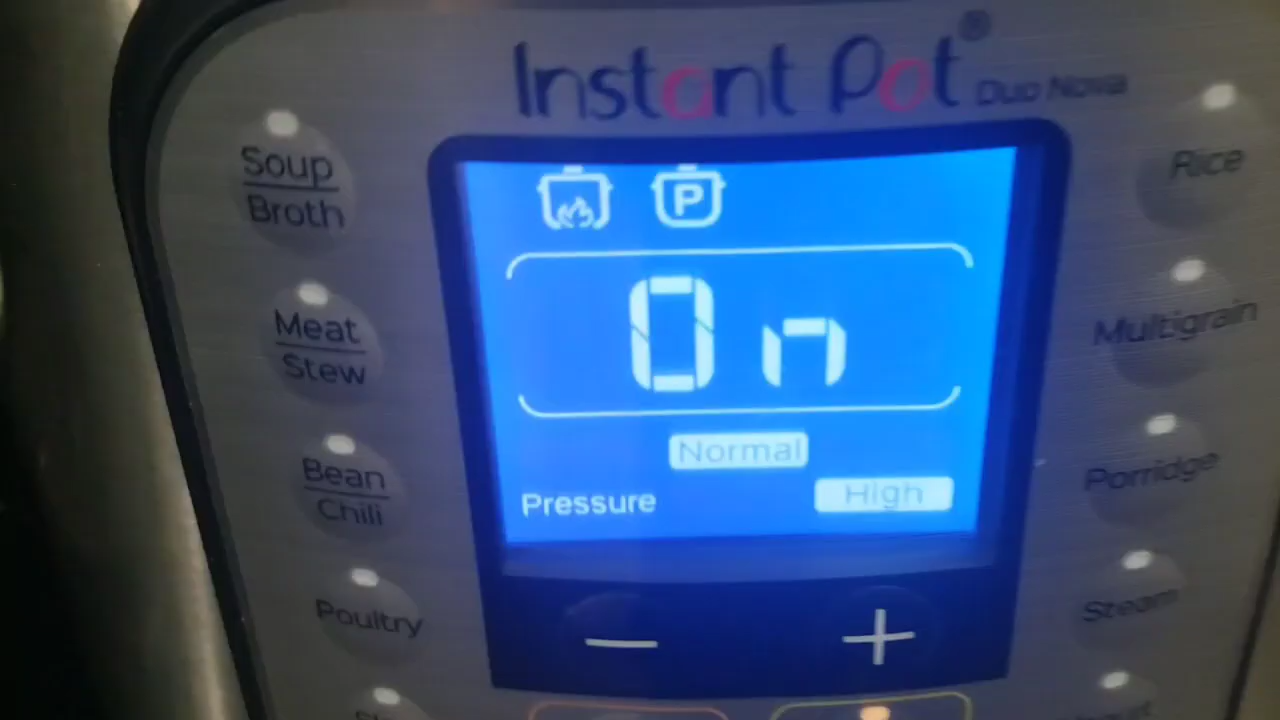 Instant Pot® Duo Nova
Soup
Broth
Meat
Stew
Bean
Chili
Poultry
P
On
Normal
Pressure
High
−
+
Rice
Multigrain
Porridge
Steam